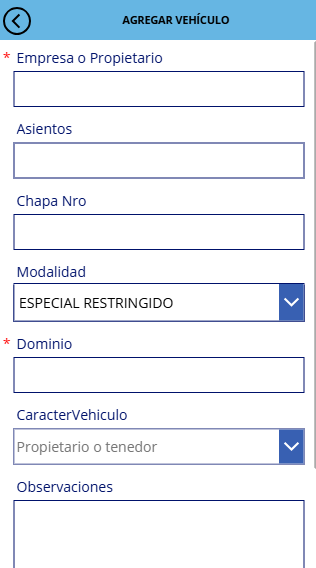 AGREGAR VEHÍCULO
* Empresa o Propietario
Asientos
Chapa Nro
Modalidad
ESPECIAL RESTRINGIDO
* Dominio
CaracterVehiculo
Propietario o tenedor
Observaciones